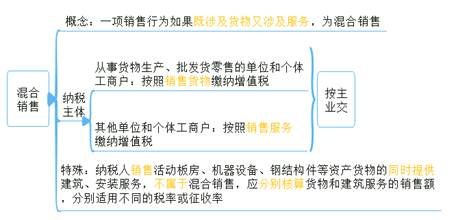 概念：一项销售行为如果既涉及货物又涉及服务，为混合销售
从事货物生产、批发货零售的单位和个体
工商户：按照销售货物缴纳增值税
混合
销售
纳税
主体
按主
业交
其他单位和个体工商户：按照销售服务
缴纳增值税
特殊：纳税人销售活动板房、机器设备、钢结构件等资产货物的同时提供
建筑、安装服务，不属于混合销售，应分别核算货物和建筑服务的销售额
，分别适用不同的税率或征收率